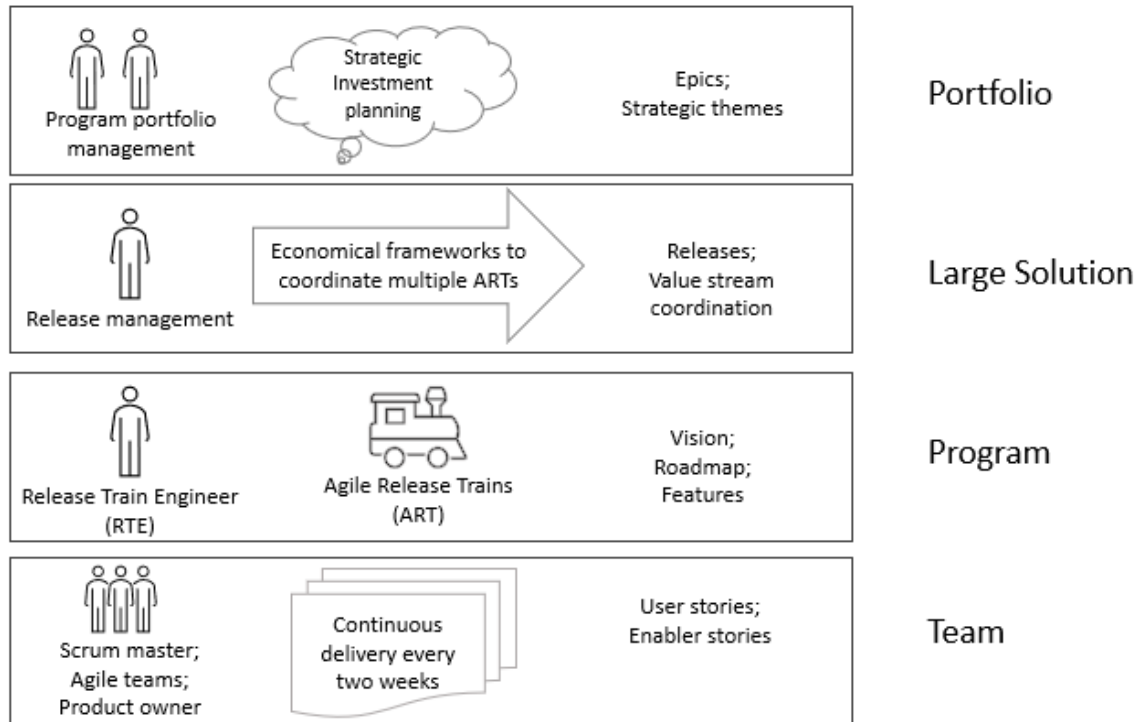 Program portfolio
management
Strategic
Investment
planning
Epics;
Strategic themes
Portfolio
Release management
Economical frameworks to
coordinate multiple ARTs
Releases;
Value stream
coordination
Large Solution
Release Train Engineer
(RTE)
Agile Release Trains
(ART)
Vision;
Roadmap;
Features
Program
Scrum master;
Agile teams;
Product owner
Continuous
delivery every
two weeks
User stories;
Enabler stories
Team